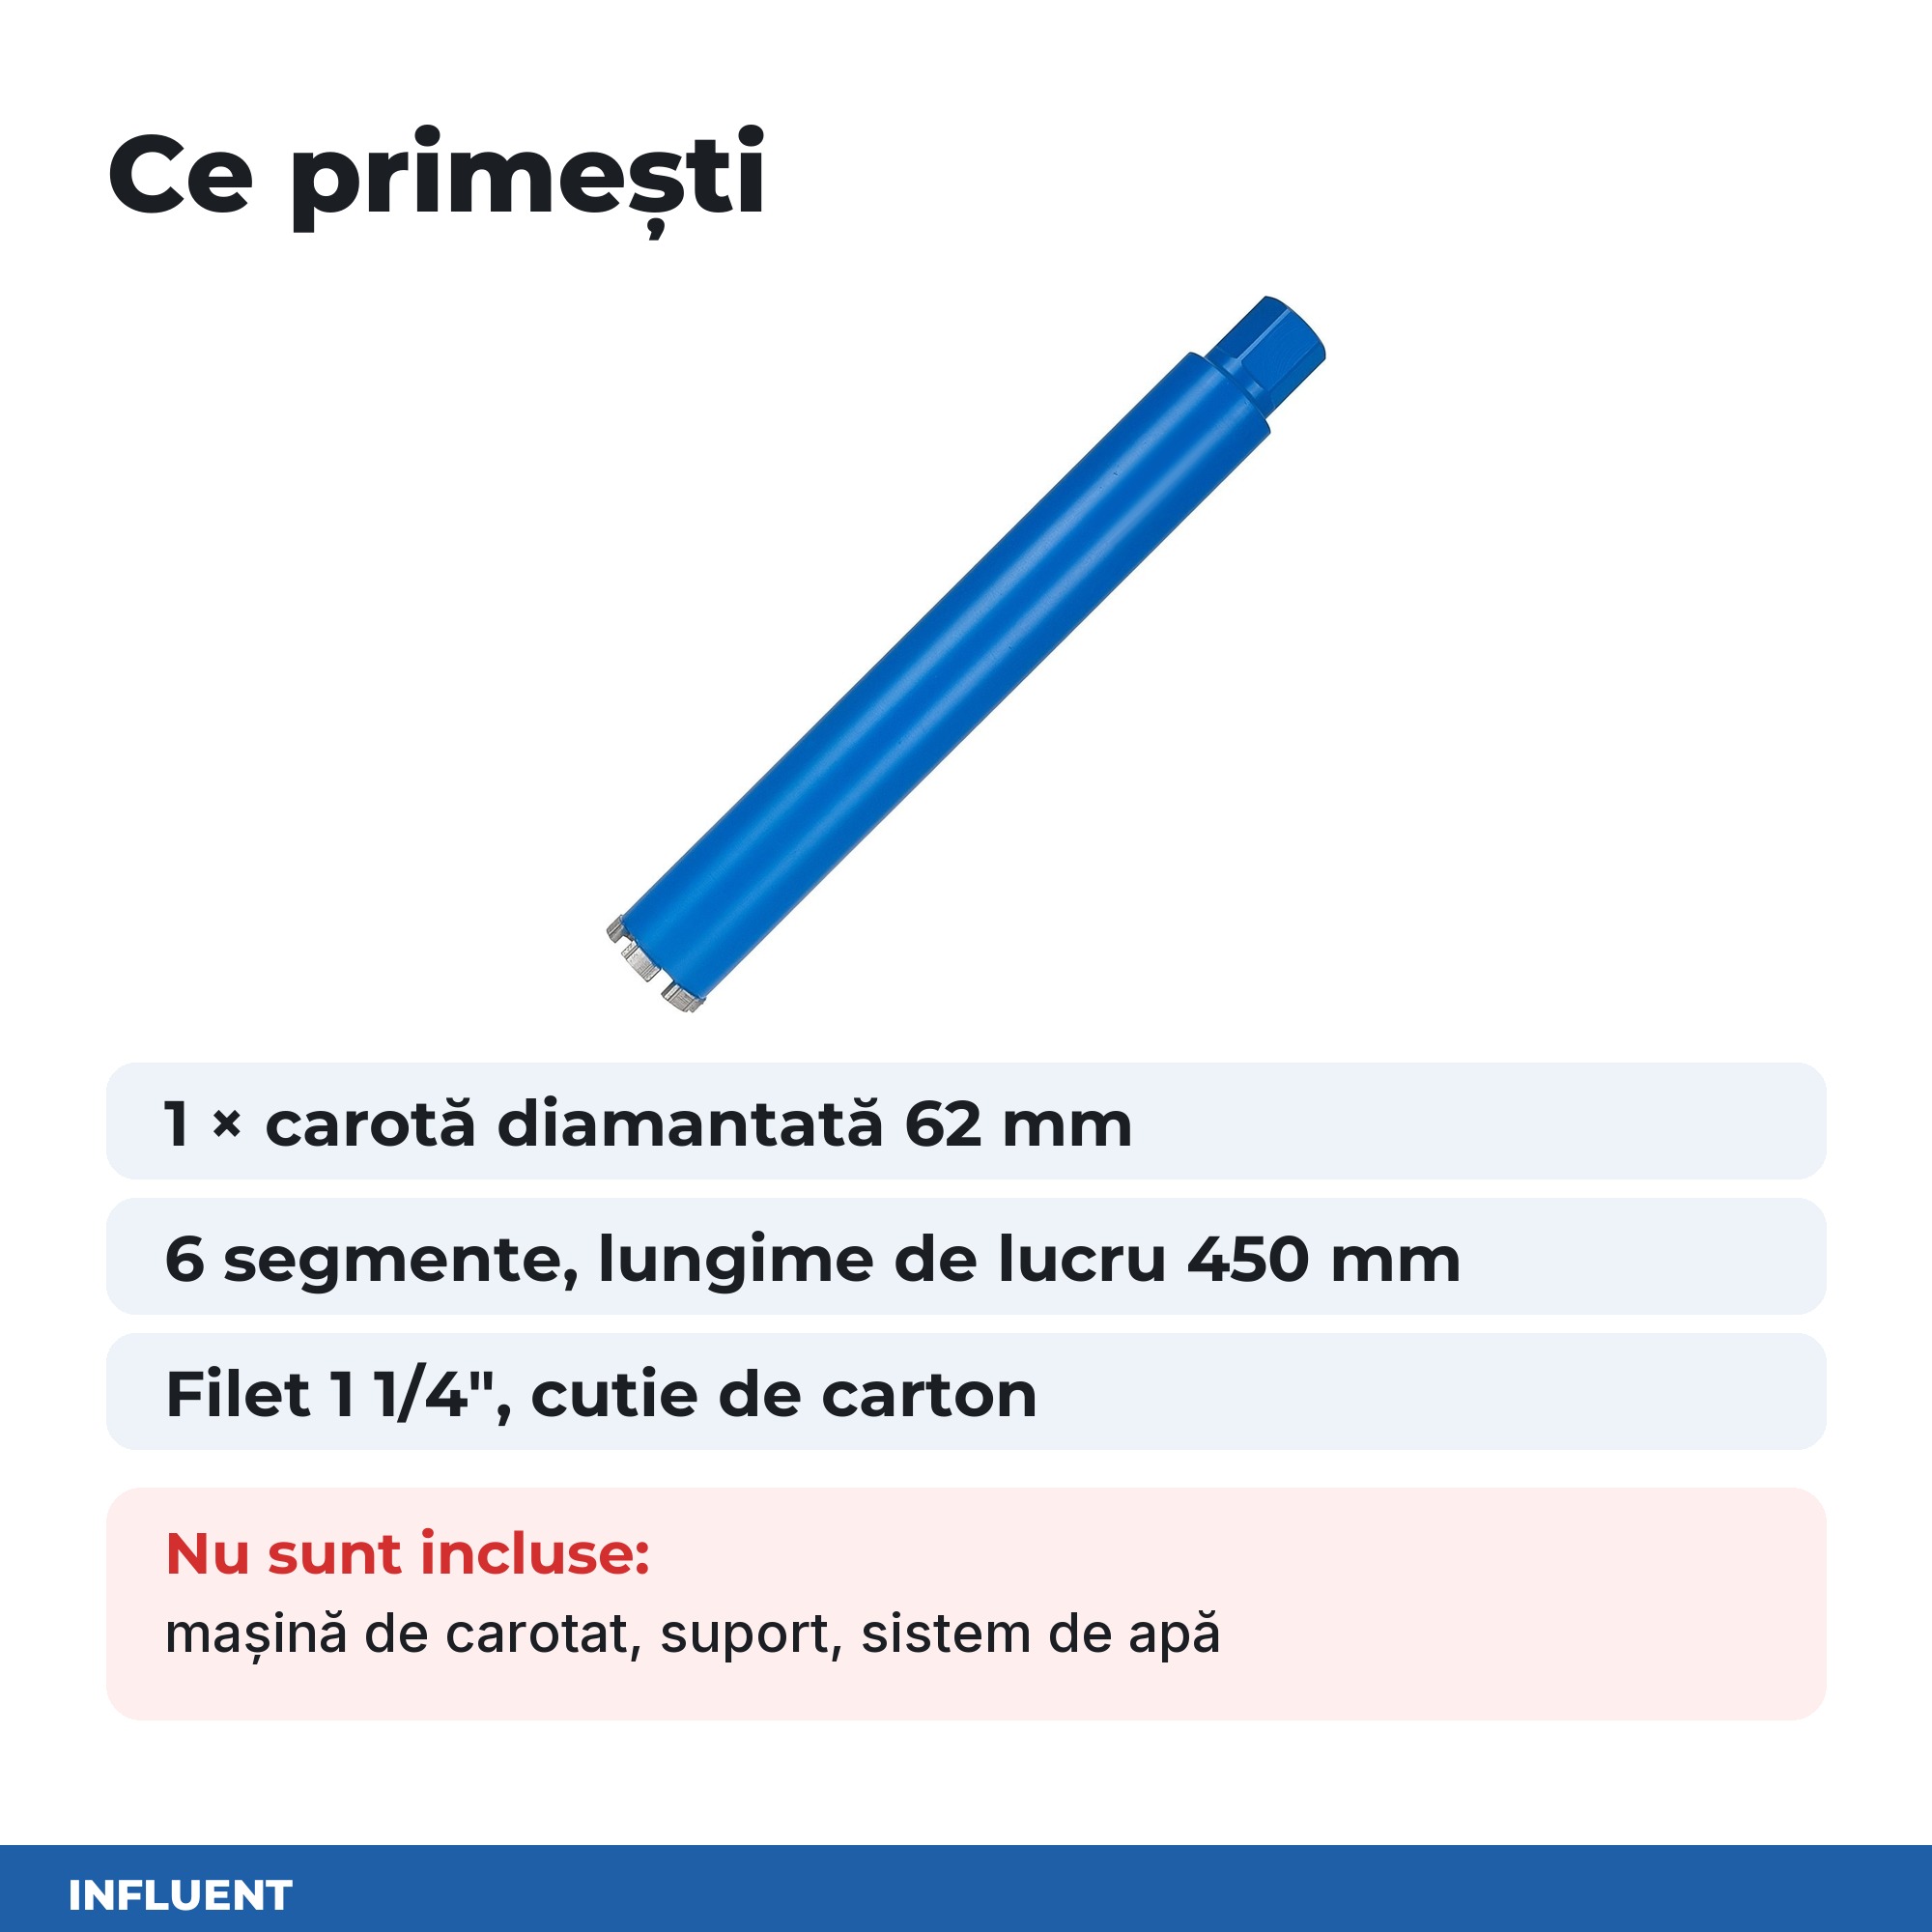 Ce primești
1 × carotă diamantată 62 mm
6 segmente, lungime de lucru 450 mm
Filet 1 1/4", cutie de carton
Nu sunt incluse:
mașină de carotat, suport, sistem de apă
INFLUENT